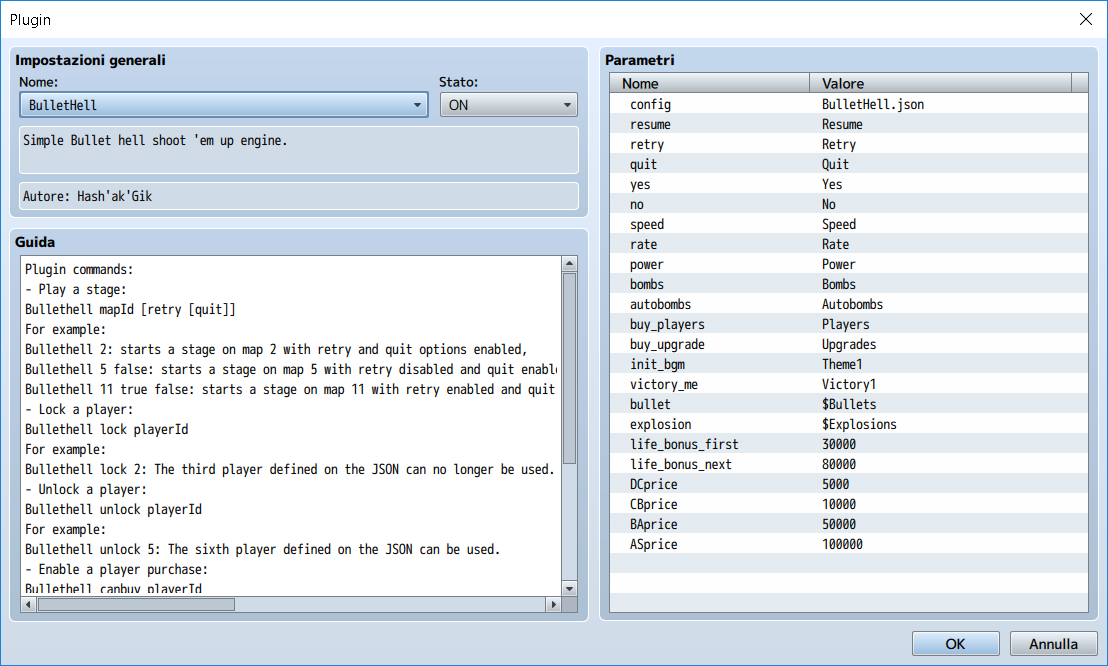 Plugin
Impostazioni generali
Nome:
Stato:
BulletHell
ON
Simple Bullet hell shoot 'em up engine.
Autore: Hash'ak'Gik
Guida
Plugin commands:
- Play a stage:
Bullethell mapId [retry [quit]]
For example:
Bullethell 2: starts a stage on map 2 with retry and quit options enabled,
Bullethell 5 false: starts a stage on map 5 with retry disabled and quit enabl
Bullethell 11 true false: starts a stage on map 11 with retry enabled and quit
- Lock a player:
Bullethell lock playerId
For example:
Bullethell lock 2: The third player defined on the JSON can no longer be used.
- Unlock a player:
Bullethell unlock playerId
For example:
Bullethell unlock 5: The sixth player defined on the JSON can be used.
- Enable a player purchase:
Bullethell canbuy playerId
Parametri
Nome Valore
config BulletHell.json
resume Resume
retry Retry
quit Quit
yes Yes
no No
speed Speed
rate Rate
power Power
bombs Bombs
autobombs Autobombs
buy_players Players
buy_upgrade Upgrades
init_bgm Theme1
victory_me Victory1
bullet $Bullets
explosion $Explosions
life_bonus_first 30000
life_bonus_next 80000
DCprice 5000
CBprice 10000
BAprice 50000
ASprice 100000
OK
Annulla